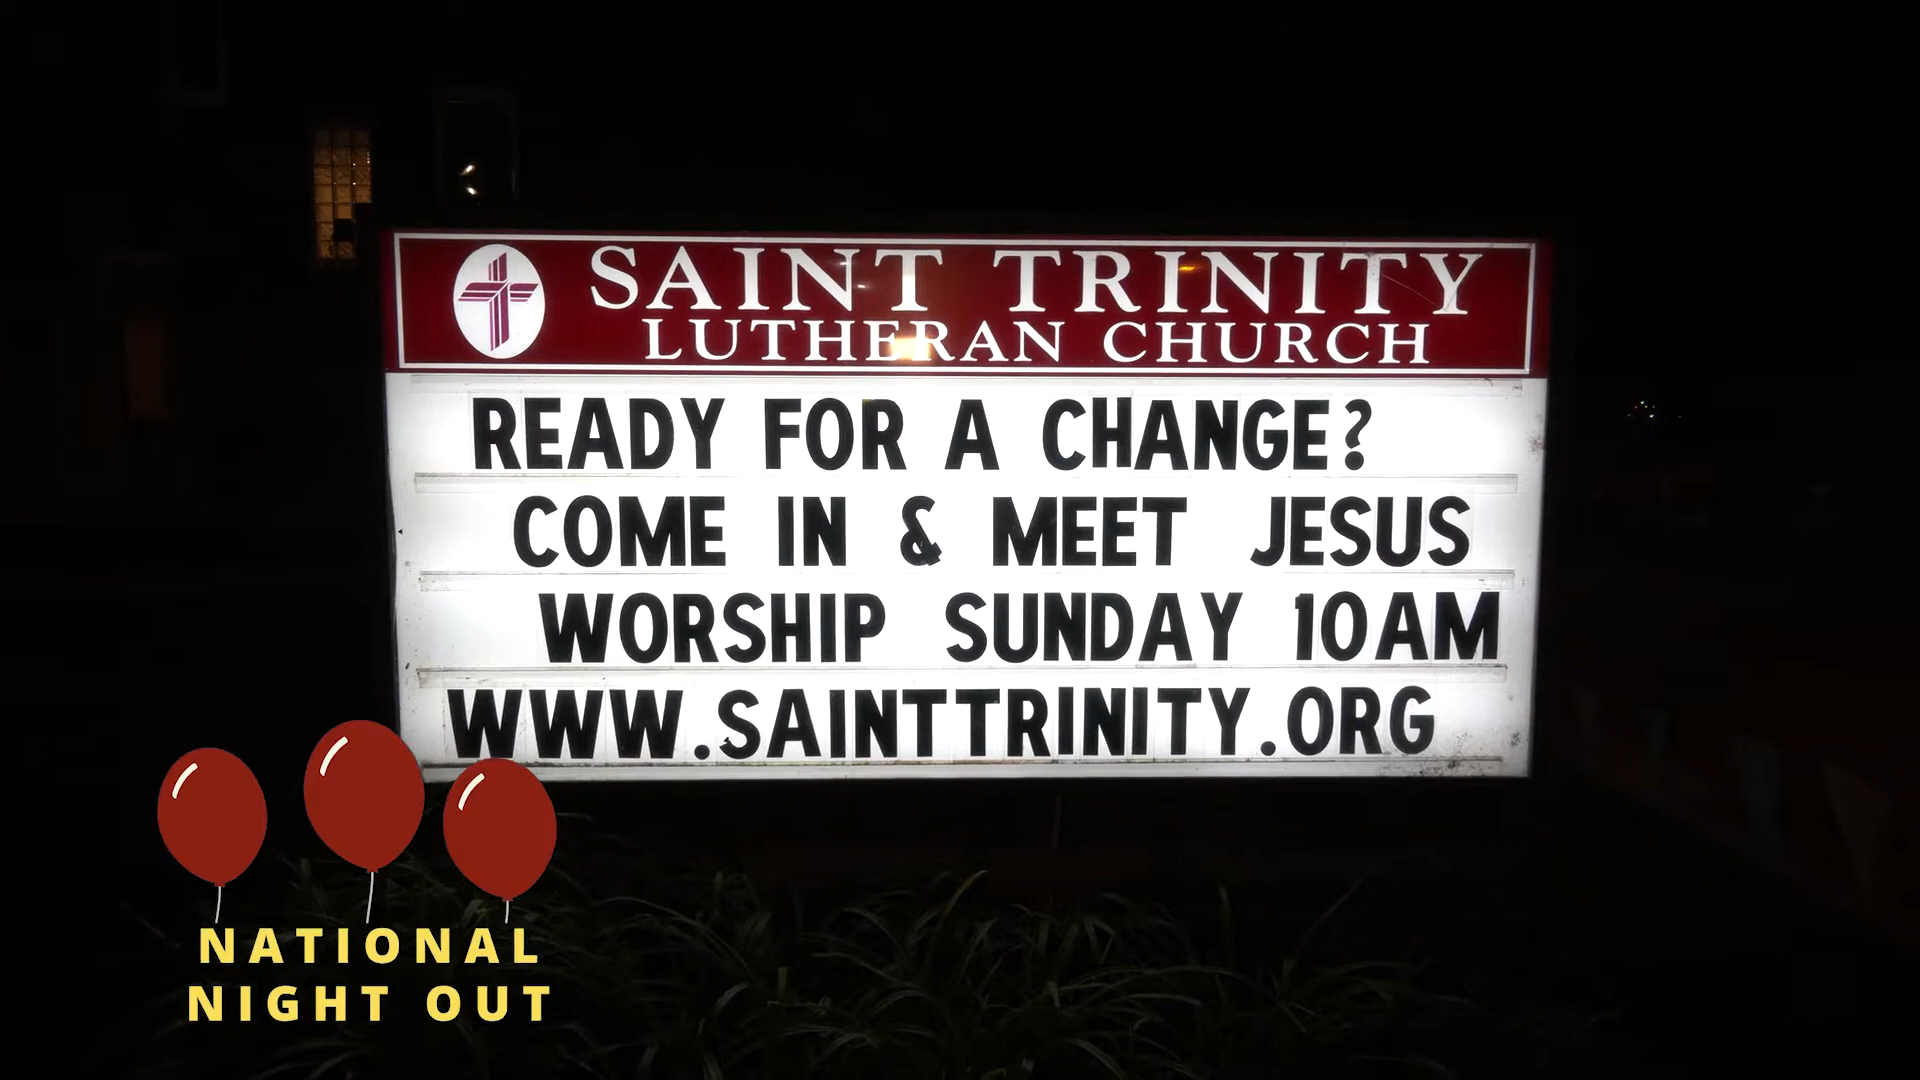 SAINT TRINITY
LUTHERAN CHURCH
READY FOR A CHANGE?
COME IN & MEET JESUS
WORSHIP SUNDAY 10AM
WWW.SAINTTRINITY.ORG
NATIONAL
NIGHT OUT